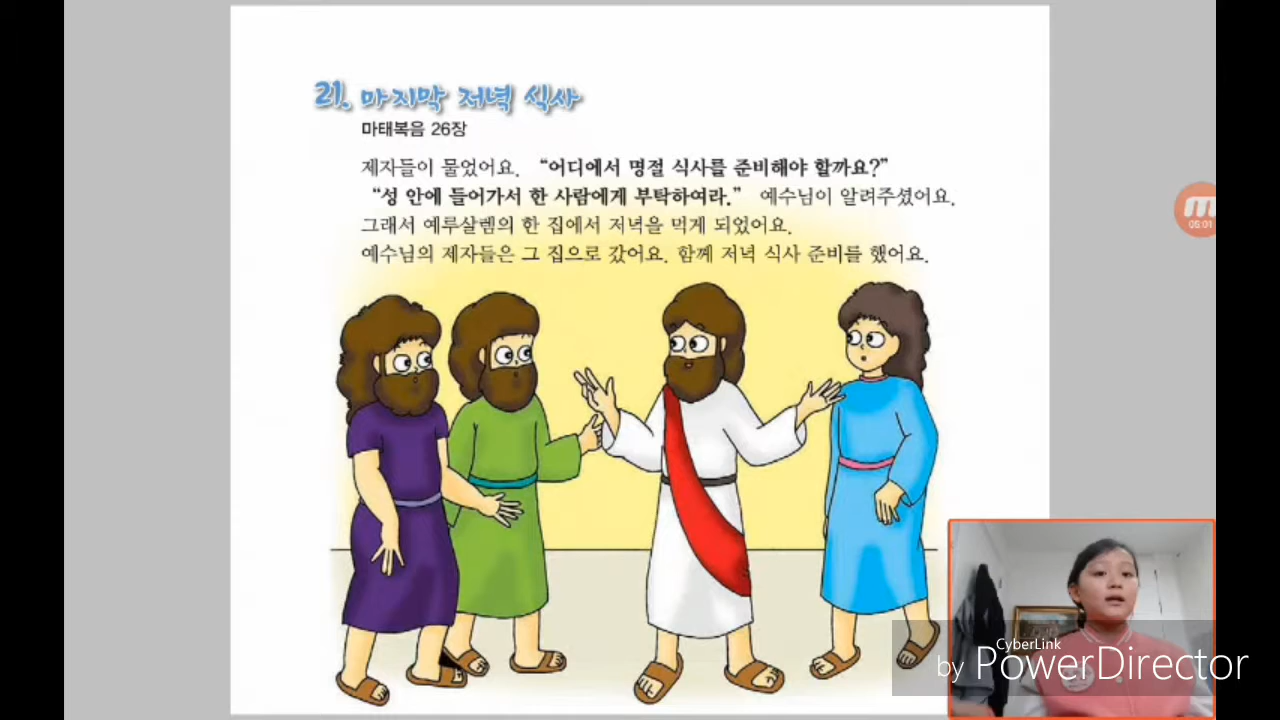 21. 마지막 저녁 식사
마태복음 26장
제자들이 물었어요. “어디에서 명절 식사를 준비해야 할까요?”
“성 안에 들어가서 한 사람에게 부탁하여라.” 예수님이 알려주셨어요.
그래서 예루살렘의 한 집에서 저녁을 먹게 되었어요.
예수님의 제자들은 그 집으로 갔어요. 함께 저녁 식사 준비를 했어요.
M
05:01
CyberLink
by PowerDirector